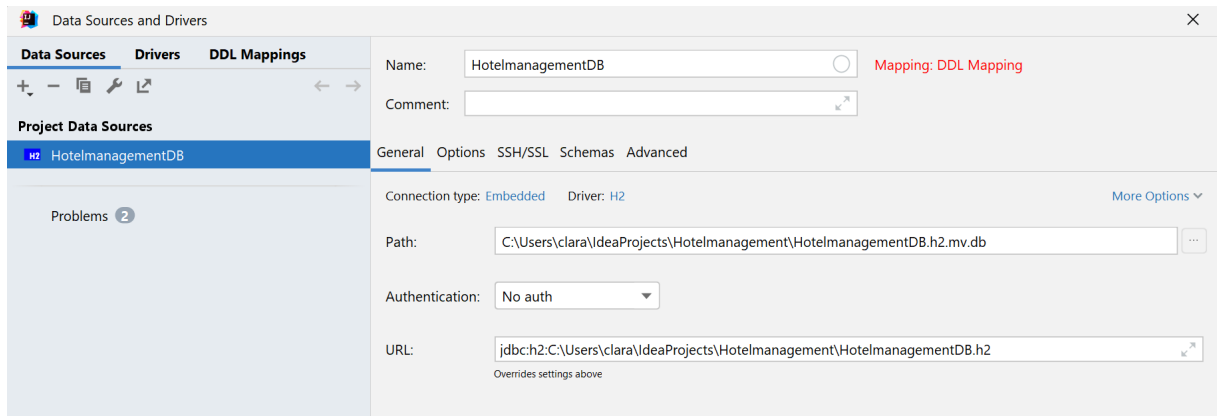 Data Sources and Drivers
Data Sources Drivers DDL Mappings
Project Data Sources
H2 HotelmanagementDB
Problems 2
Name: HotelmanagementDB Mapping: DDL Mapping
Comment:
General Options SSH/SSL Schemas Advanced
Connection type: Embedded Driver: H2 More Options
Path: C:\Users\clara\IdeaProjects\Hotelmanagement\HotelmanagementDB.h2.mv.db ...
Authentication: No auth
URL: jdbc:h2:C:\Users\clara\IdeaProjects\Hotelmanagement\HotelmanagementDB.h2
Overrides settings above